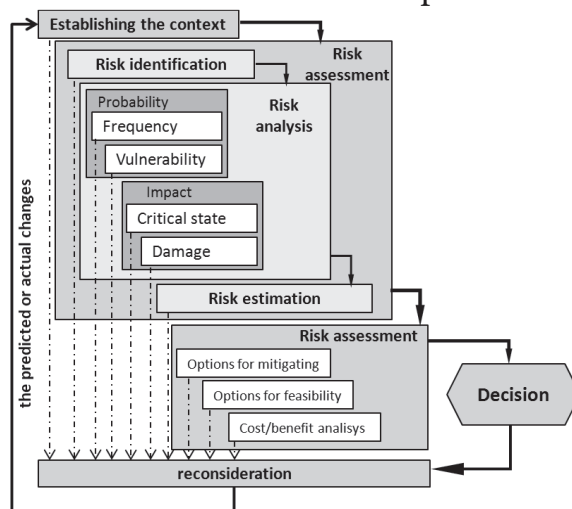 Establishing the context
Risk
assessment
Risk identification
Risk
analysis
Probability
Frequency
Vulnerability
Impact
Critical state
Damage
Risk estimation
Risk assessment
Options for mitigating
Options for feasibility
Cost/benefit analisys
Decision
reconsideration
the predicted or actual changes